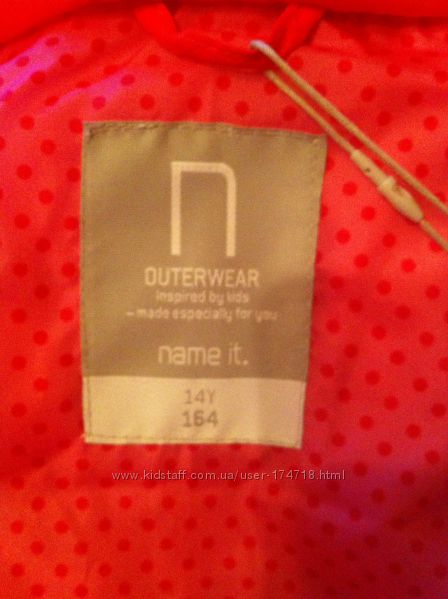 n
OUTERWEAR
inspired by kids
– made especially for you
name it.
14Y
164
www.kidstaff.com.ua/user-174718.html